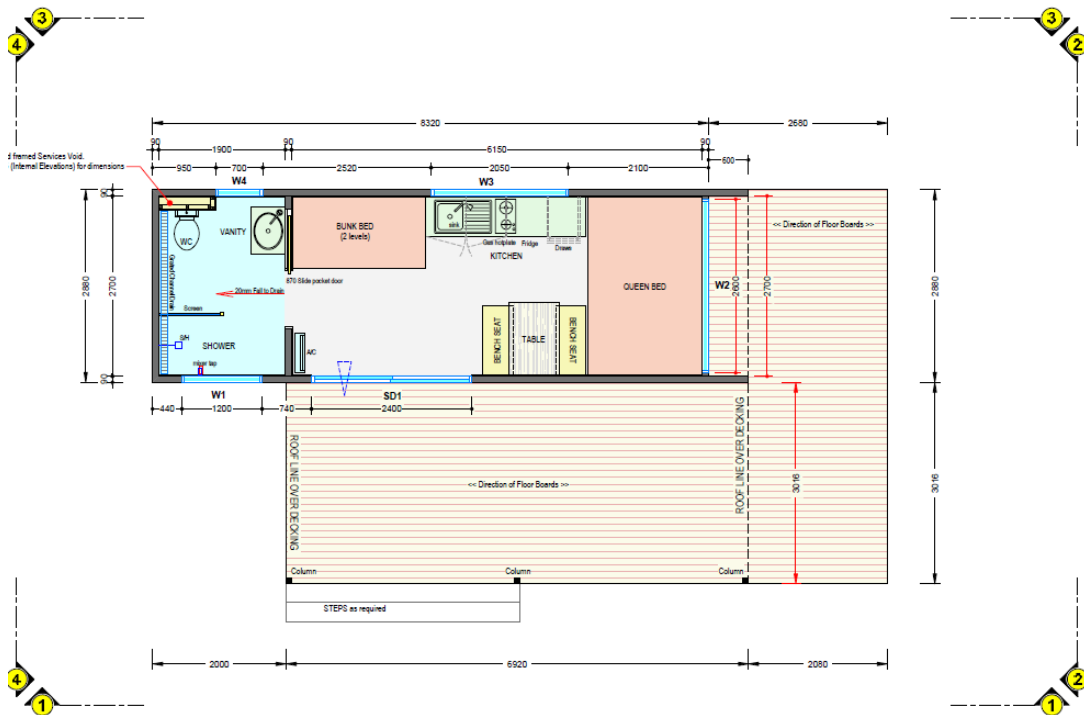 3
4
3
2
8320
2680
90
1900
90
6150
90
950
700
2520
2050
2100
600
framed Services Void.
(Internal Elevations) for dimensions
W4
W3
90
2880
2700
90
WC
VANITY
BUNK BED
(2 levels)
sink
Gas hotplate
Fridge
Drawn
KITCHEN
QUEEN BED
W2
2600
2700
<< Direction of Floor Boards >>
2880
Grated Channel Drain
870 Slide pocket door
20mm Fall to Drain
Screen
S/H
SHOWER
mixer tap
A/C
BENCH SEAT
TABLE
BENCH SEAT
W1
SD1
440
1200
740
2400
ROOF LINE OVER DECKING
<< Direction of Floor Boards >>
ROOF LINE OVER DECKING
3016
3016
Column
Column
Column
STEPS as required
2000
6920
2080
4
1
2
1